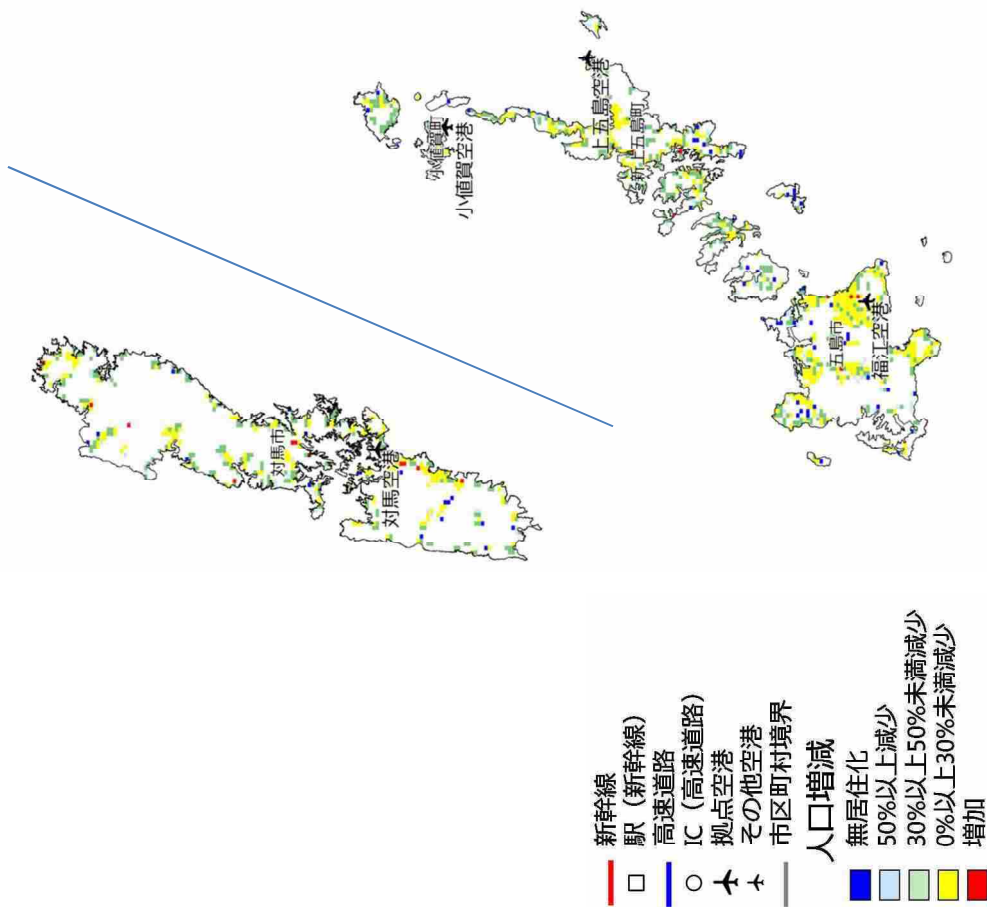 小値賀町
小値賀空港
上五島空港
新上五島町
五島市
福江空港
対馬市
対馬空港
新幹線
駅（新幹線）
高速道路
IC（高速道路）
拠点空港
その他空港
市区町村境界
人口増減
無居住化
50%以上減少
30%以上50%未満減少
0%以上30%未満減少
増加